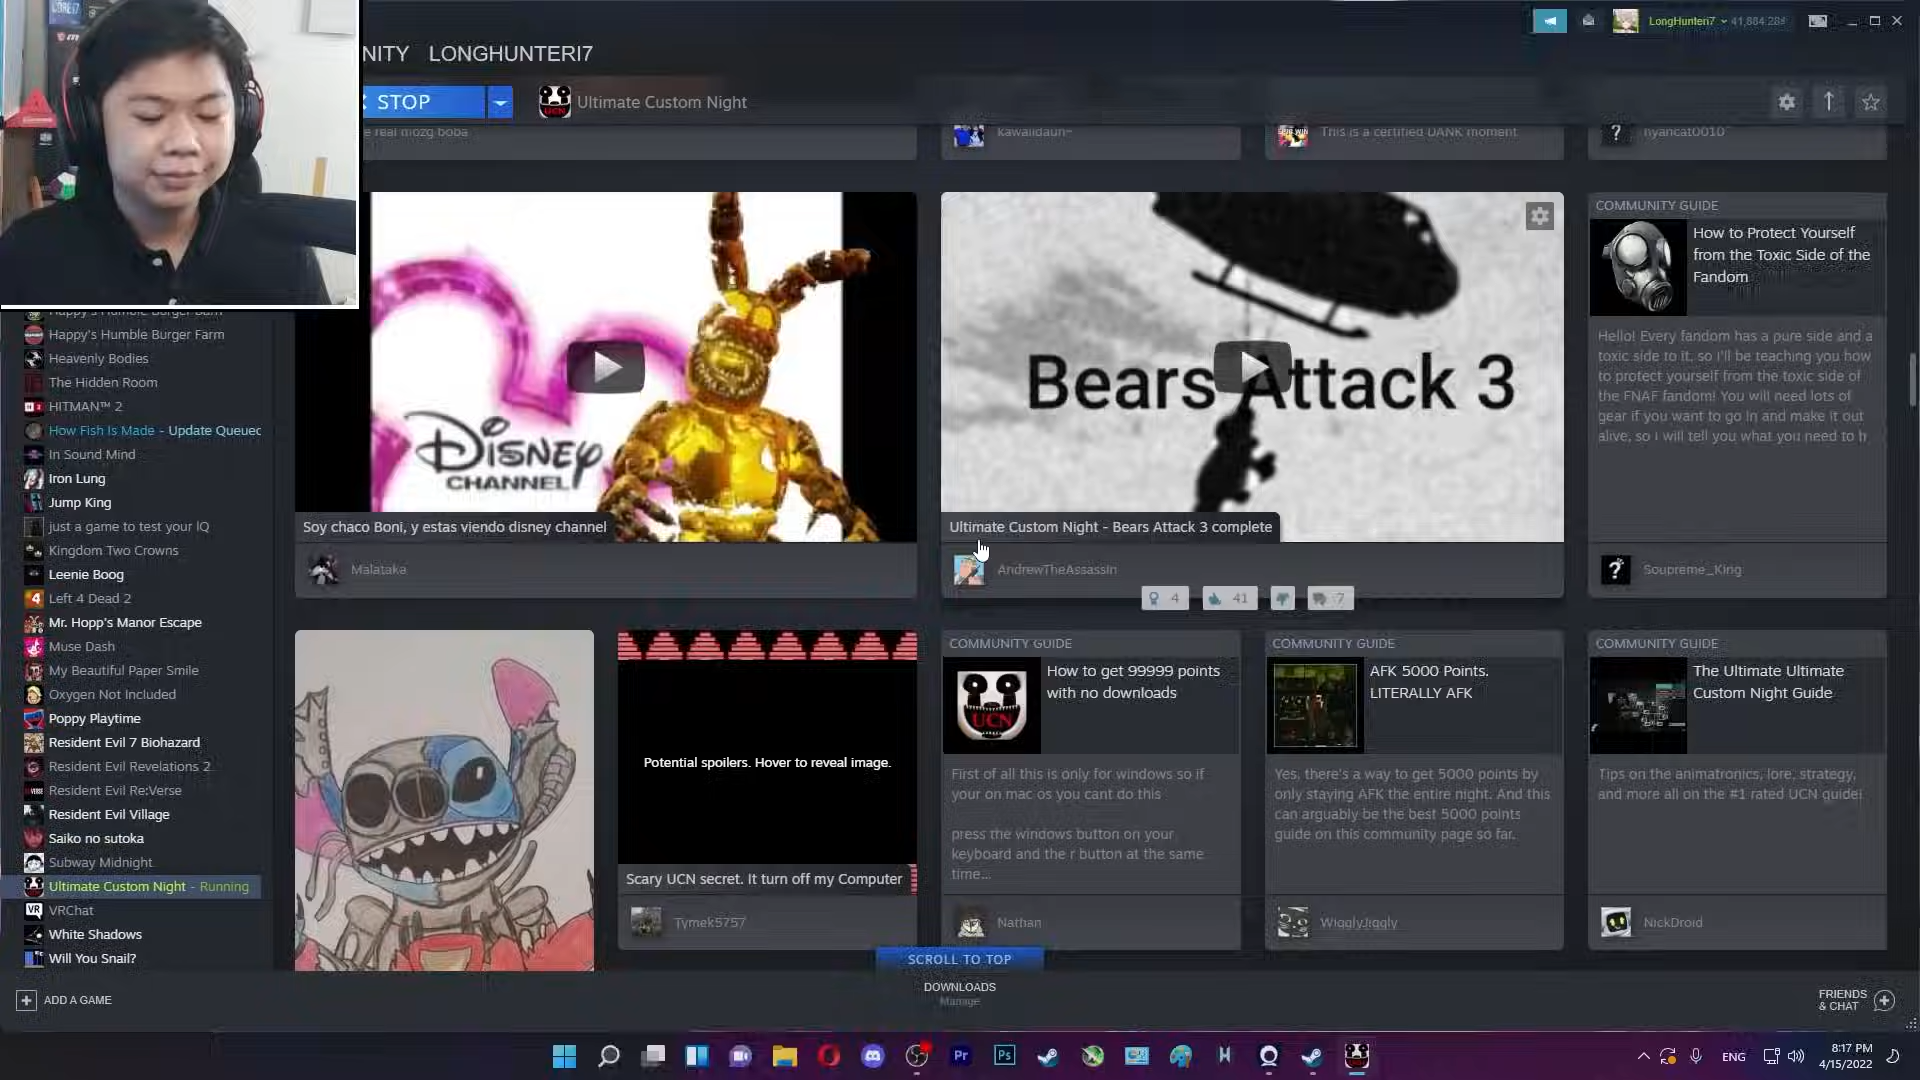 NITY LONGHUNTERI7
LongHunteri7
STOP
Ultimate Custom Night
e real mozg boba
kawaiidaun~
This is a certified DANK moment
nyancat0010
Disney
CHANNEL
Soy chaco Boni, y estas viendo disney channel
Malataka
Bears Attack 3
Ultimate Custom Night - Bears Attack 3 complete
AndrewTheAssassin
4
41
7
COMMUNITY GUIDE
How to Protect Yourself
from the Toxic Side of the
Fandom
Hello! Every fandom has a pure side and a
toxic side to it, so I'll be teaching you how
to protect yourself from the toxic side of
the FNAF fandom! You will need lots of
gear if you want to go in and make it out
alive, so I will tell you what you need to h
Soupreme_King
Happy's Humble Burger Barn
Happy's Humble Burger Farm
Heavenly Bodies
The Hidden Room
HITMAN™ 2
How Fish Is Made - Update Queued
In Sound Mind
Iron Lung
Jump King
just a game to test your IQ
Kingdom Two Crowns
Leenie Boog
Left 4 Dead 2
Mr. Hopp's Manor Escape
Muse Dash
My Beautiful Paper Smile
Oxygen Not Included
Poppy Playtime
Resident Evil 7 Biohazard
Resident Evil Revelations 2
Resident Evil Re:Verse
Resident Evil Village
Saiko no sutoka
Subway Midnight
Ultimate Custom Night - Running
VRChat
White Shadows
Will You Snail?
Potential spoilers. Hover to reveal image.
Scary UCN secret. It turn off my Computer
Tymek5757
COMMUNITY GUIDE
UCN
How to get 99999 points
with no downloads
First of all this is only for windows so if
your on mac os you cant do this
press the windows button on your
keyboard and the r button at the same
time...
Nathan
COMMUNITY GUIDE
AFK 5000 Points.
LITERALLY AFK
Yes, there's a way to get 5000 points by
only staying AFK the entire night. And this
can arguably be the best 5000 points
guide on this community page so far.
WigglyJiggly
COMMUNITY GUIDE
The Ultimate Ultimate
Custom Night Guide
Tips on the animatronics, lore, strategy,
and more all on the #1 rated UCN guide!
NickDroid
SCROLL TO TOP
ADD A GAME
DOWNLOADS
Manage
FRIENDS
& CHAT
Pr
Ps
ENG
8:17 PM
4/15/2022